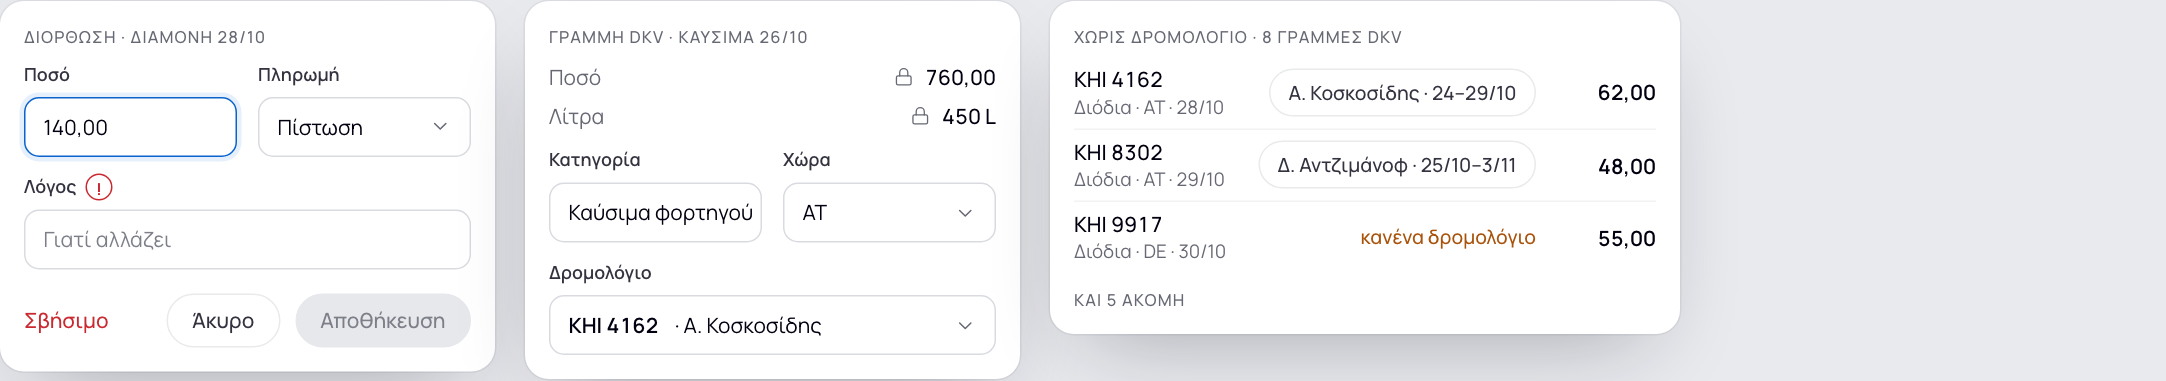 ΔΙΟΡΘΩΣΗ · ΔΙΑΜΟΝΗ 28/10
Ποσό
Πληρωμή
140,00
Πίστωση
Λόγος
Γιατί αλλάζει
Σβήσιμο
Άκυρο
Αποθήκευση
ΓΡΑΜΜΗ DKV · ΚΑΥΣΙΜΑ 26/10
Ποσό 760,00
Λίτρα 450 L
Κατηγορία
Χώρα
Καύσιμα φορτηγού
AT
Δρομολόγιο
KHI 4162 · Α. Κοσκοσίδης
ΧΩΡΙΣ ΔΡΟΜΟΛΟΓΙΟ · 8 ΓΡΑΜΜΕΣ DKV
KHI 4162
Διόδια · AT · 28/10
Α. Κοσκοσίδης · 24–29/10
62,00
KHI 8302
Διόδια · AT · 29/10
Δ. Αντζιμάνοφ · 25/10–3/11
48,00
KHI 9917
Διόδια · DE · 30/10
κανένα δρομολόγιο
55,00
ΚΑΙ 5 ΑΚΟΜΗ